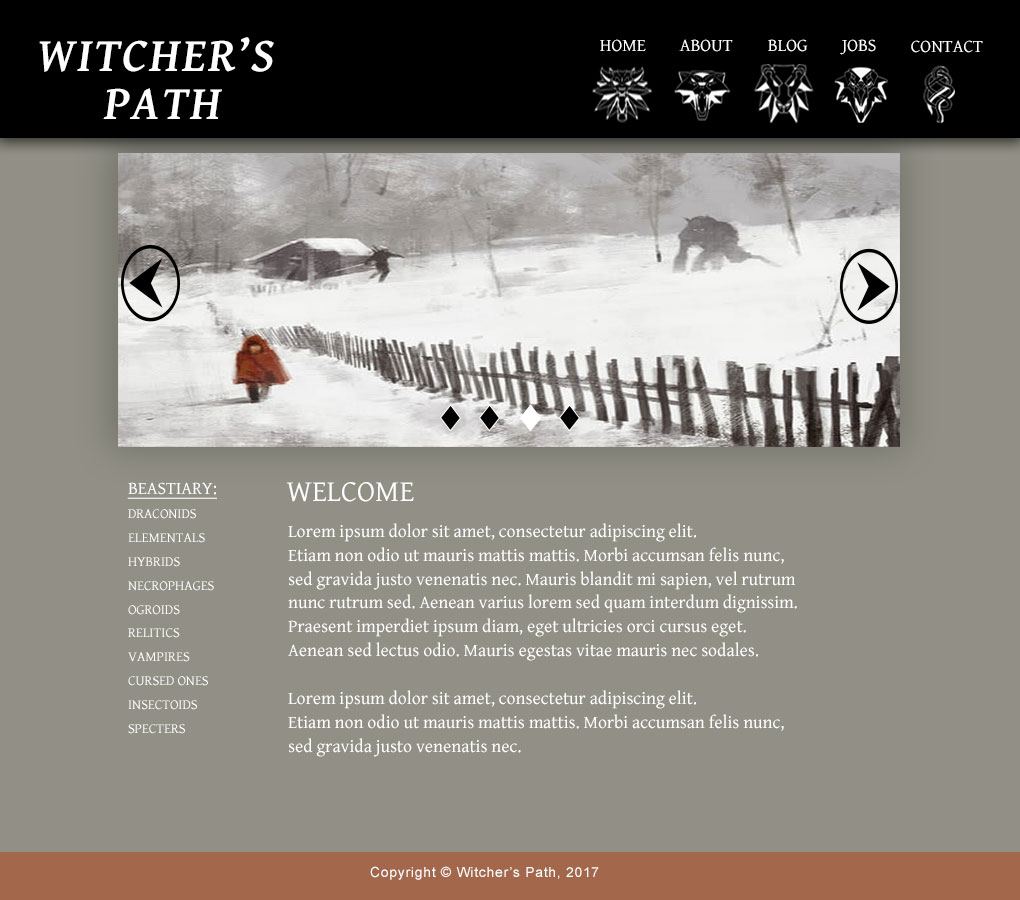 WITCHER’S
PATH
HOME ABOUT BLOG JOBS CONTACT
BEASTIARY:
DRACONIDS
ELEMENTALS
HYBRIDS
NECROPHAGES
OGROIDS
RELITICS
VAMPIRES
CURSED ONES
INSECTOIDS
SPECTERS
WELCOME
Lorem ipsum dolor sit amet, consectetur adipiscing elit.
Etiam non odio ut mauris mattis mattis. Morbi accumsan felis nunc,
sed gravida justo venenatis nec. Mauris blandit mi sapien, vel rutrum
nunc rutrum sed. Aenean varius lorem sed quam interdum dignissim.
Praesent imperdiet ipsum diam, eget ultricies orci cursus eget.
Aenean sed lectus odio. Mauris egestas vitae mauris nec sodales.
Lorem ipsum dolor sit amet, consectetur adipiscing elit.
Etiam non odio ut mauris mattis mattis. Morbi accumsan felis nunc,
sed gravida justo venenatis nec.
Copyright © Witcher’s Path, 2017